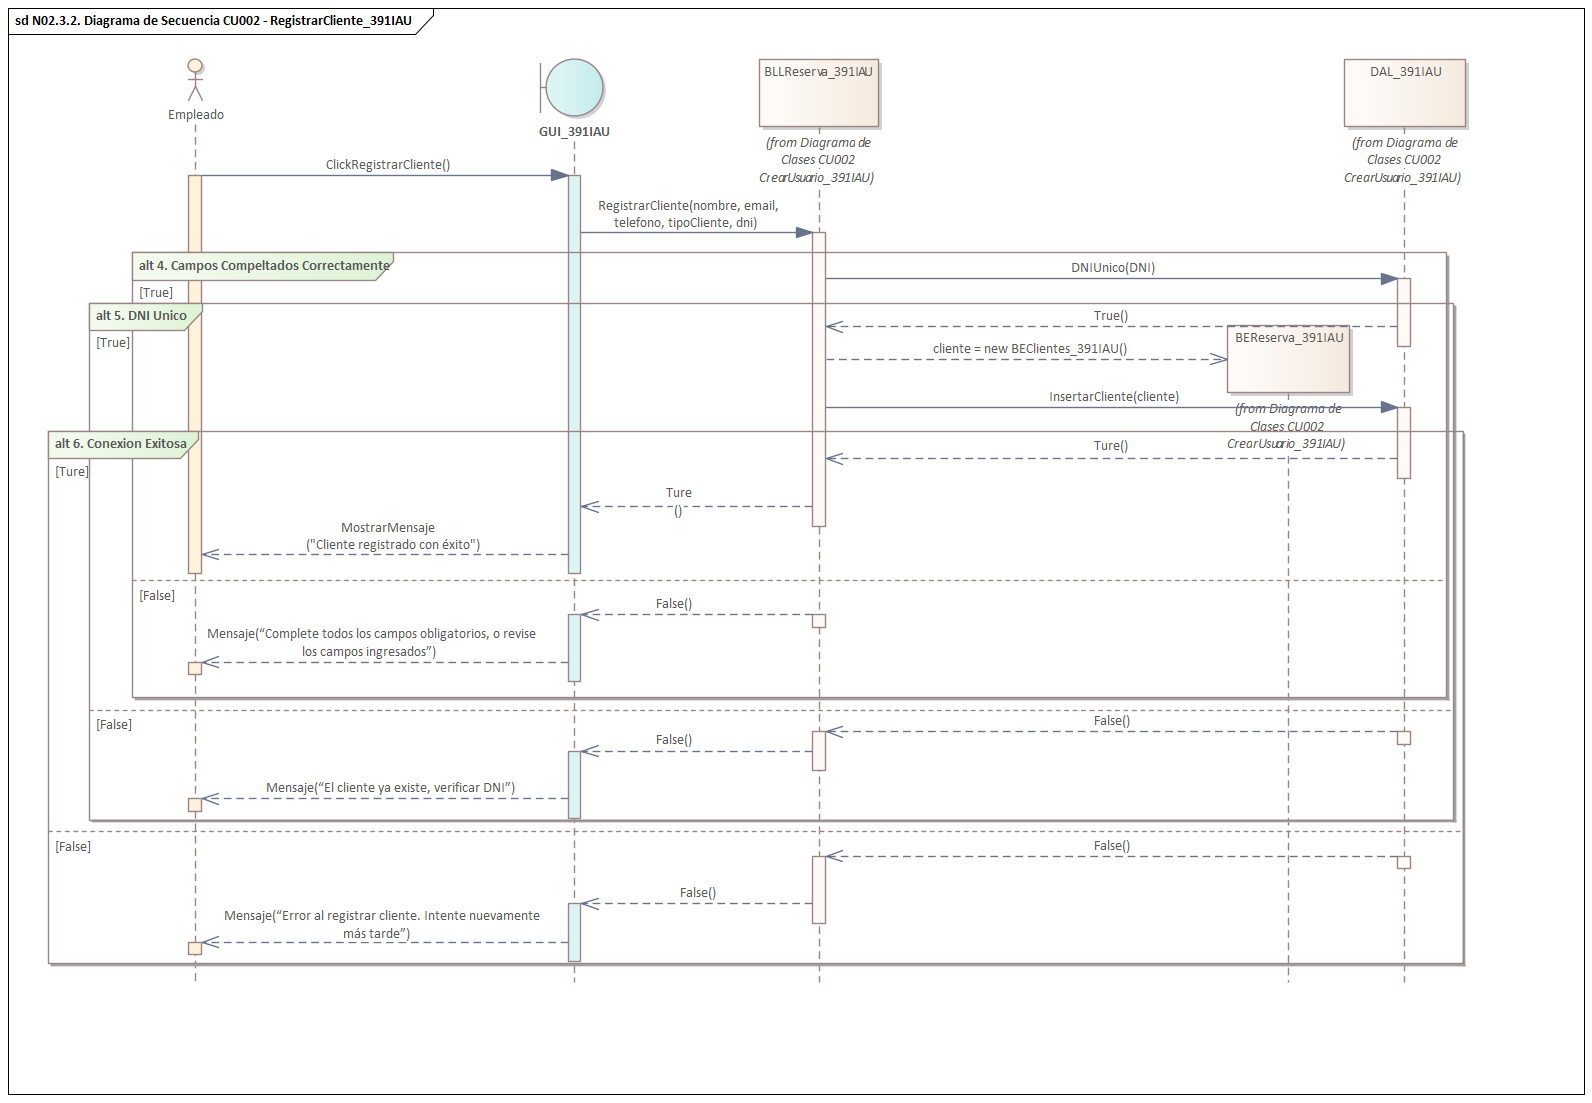 sd N02.3.2. Diagrama de Secuencia CU002 - RegistrarCliente_391IAU
Empleado
GUI_391IAU
BLLReserva_391IAU
(from Diagrama de
Clases CU002
CrearUsuario_391IAU)
DAL_391IAU
(from Diagrama de
Clases CU002
CrearUsuario_391IAU)
ClickRegistrarCliente()
RegistrarCliente(nombre, email,
telefono, tipoCliente, dni)
alt 4. Campos Compeltados Correctamente
[True]
DNIUnico(DNI)
alt 5. DNI Unico
[True]
True()
BEReserva_391IAU
(from Diagrama de
Clases CU002
CrearUsuario_391IAU)
cliente = new BEClientes_391IAU()
InsertarCliente(cliente)
alt 6. Conexion Exitosa
[Ture]
Ture()
Ture
()
MostrarMensaje
("Cliente registrado con éxito")
[False]
False()
Mensaje(“Complete todos los campos obligatorios, o revise
los campos ingresados”)
[False]
False()
False()
Mensaje(“El cliente ya existe, verificar DNI”)
[False]
False()
False()
Mensaje(“Error al registrar cliente. Intente nuevamente
más tarde”)